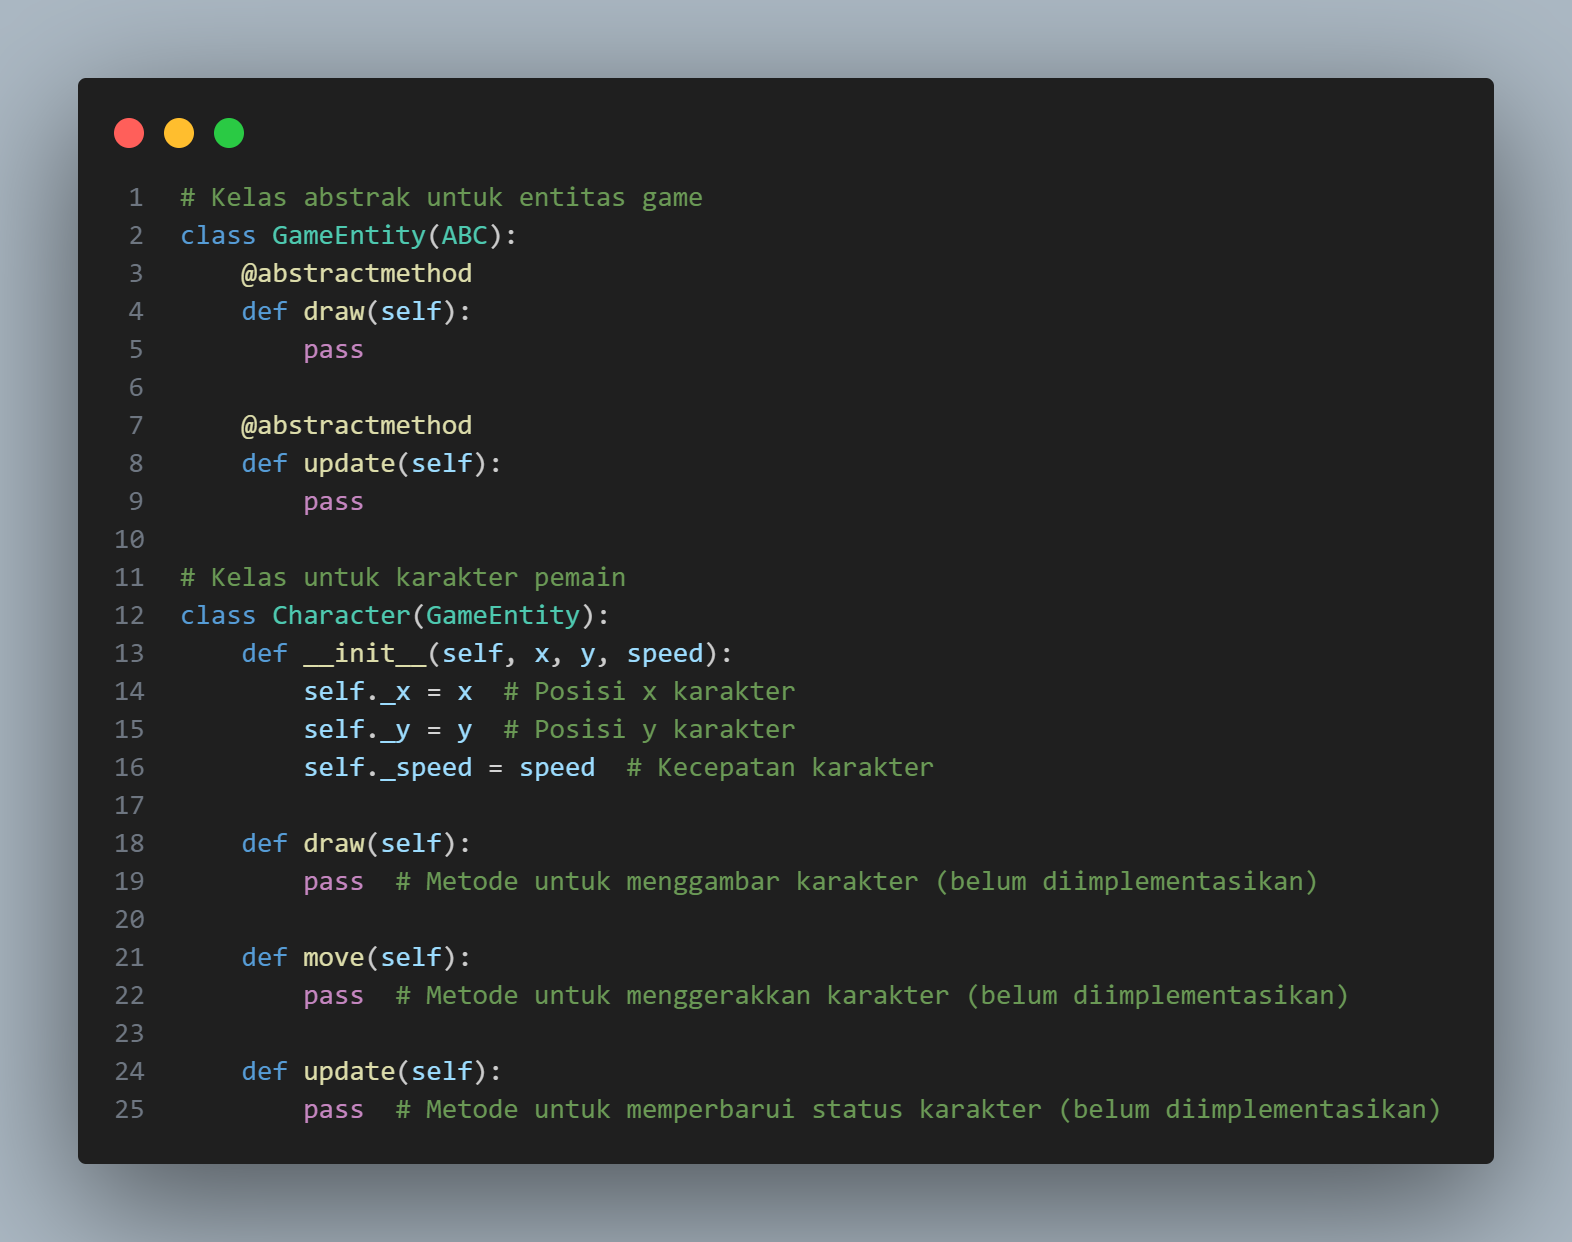 1 # Kelas abstrak untuk entitas game
2 class GameEntity(ABC):
3     @abstractmethod
4     def draw(self):
5         pass
6
7     @abstractmethod
8     def update(self):
9         pass
10
11 # Kelas untuk karakter pemain
12 class Character(GameEntity):
13     def __init__(self, x, y, speed):
14         self._x = x  # Posisi x karakter
15         self._y = y  # Posisi y karakter
16         self._speed = speed  # Kecepatan karakter
17
18     def draw(self):
19         pass  # Metode untuk menggambar karakter (belum diimplementasikan)
20
21     def move(self):
22         pass  # Metode untuk menggerakkan karakter (belum diimplementasikan)
23
24     def update(self):
25         pass  # Metode untuk memperbarui status karakter (belum diimplementasikan)